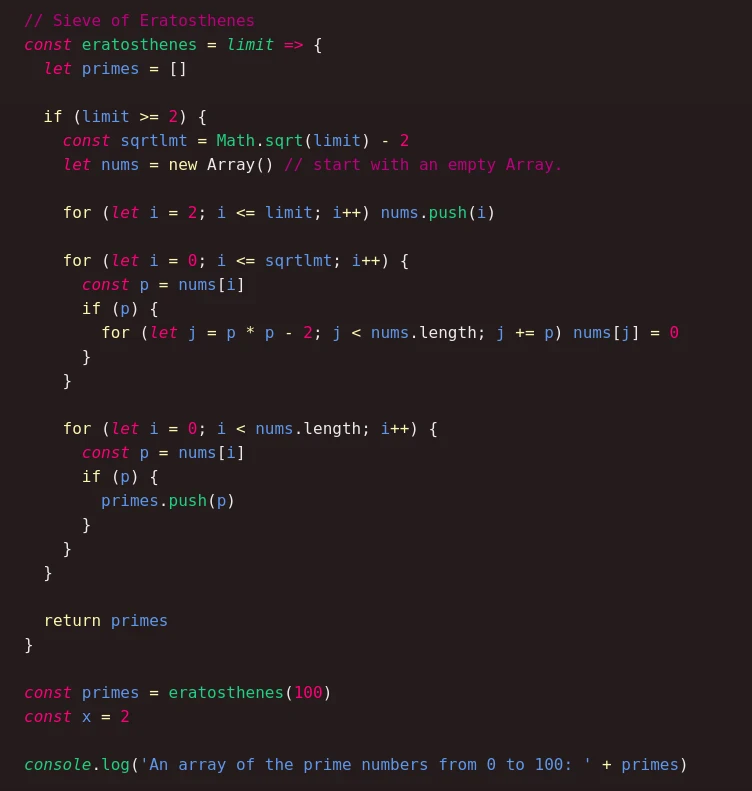 // Sieve of Eratosthenes
const eratosthenes = limit => {
  let primes = []

  if (limit >= 2) {
    const sqrtlmt = Math.sqrt(limit) - 2
    let nums = new Array() // start with an empty Array.

    for (let i = 2; i <= limit; i++) nums.push(i)

    for (let i = 0; i <= sqrtlmt; i++) {
      const p = nums[i]
      if (p) {
        for (let j = p * p - 2; j < nums.length; j += p) nums[j] = 0
      }
    }

    for (let i = 0; i < nums.length; i++) {
      const p = nums[i]
      if (p) {
        primes.push(p)
      }
    }
  }

  return primes
}

const primes = eratosthenes(100)
const x = 2

console.log('An array of the prime numbers from 0 to 100: ' + primes)